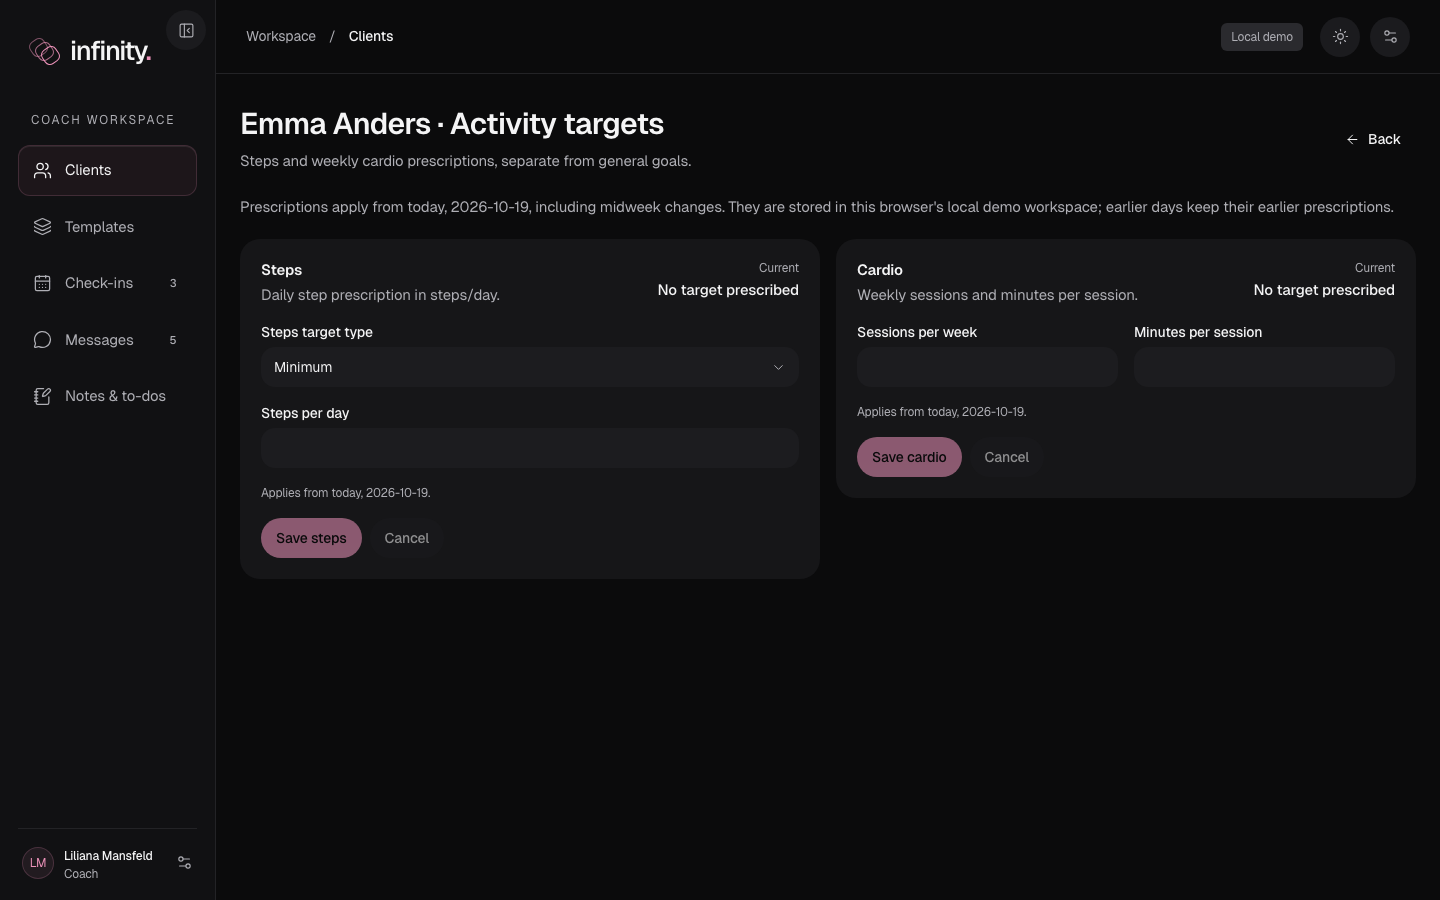 infinity.
COACH WORKSPACE
Clients
Templates
Check-ins 3
Messages 5
Notes & to-dos
LM
Liliana Mansfeld
Coach
Workspace / Clients
Local demo
Emma Anders · Activity targets
Steps and weekly cardio prescriptions, separate from general goals.
Back
Prescriptions apply from today, 2026-10-19, including midweek changes. They are stored in this browser's local demo workspace; earlier days keep their earlier prescriptions.
Steps
Daily step prescription in steps/day.
Current
No target prescribed
Steps target type
Minimum
Steps per day
Applies from today, 2026-10-19.
Save steps
Cancel
Cardio
Weekly sessions and minutes per session.
Current
No target prescribed
Sessions per week
Minutes per session
Applies from today, 2026-10-19.
Save cardio
Cancel